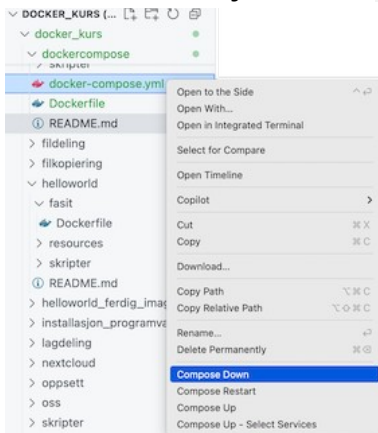 DOCKER_KURS (...
docker_kurs
dockercompose
skripter
docker-compose.yml
Dockerfile
README.md
fildeling
filkopiering
helloworld
fasit
Dockerfile
resources
skripter
README.md
helloworld_ferdig_imag
installasjon_programva
lagdeling
nextcloud
oppsett
oss
skripter
Open to the Side ^⏎
Open With...
Open in Integrated Terminal
Select for Compare
Open Timeline
Copilot
Cut ⌘ X
Copy ⌘ C
Download...
Copy Path ⌥ ⌘ C
Copy Relative Path ⌥ ⇧ ⌘ C
Rename... ⏎
Delete Permanently ⌘ ⌫
Compose Down
Compose Restart
Compose Up
Compose Up - Select Services